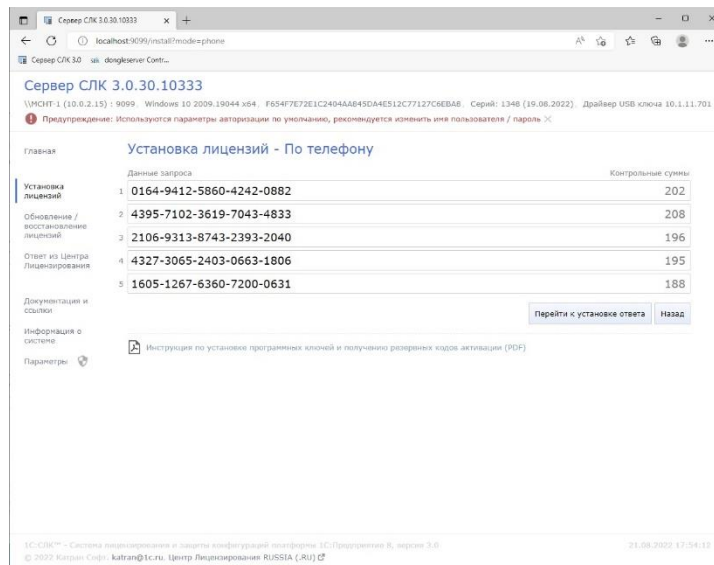 Сервер СЛК 3.0.30.10333
localhost:9099/install?mode=phone
Сервер СЛК 3.0 dongleserver Contr...
Сервер СЛК 3.0.30.10333
\\MCHT-1 (10.0.2.15) : 9099, Windows 10 2009.19044 x64, F654F7E72E1C2404AA645DA4E512C77127C6EBAB, Серий: 1348 (19.08.2022), Драйвер USB ключа 10.1.11.701
Предупреждение: Используются параметры авторизации по умолчанию, рекомендуется изменить имя пользователя / пароль
Главная
Установка лицензий
Обновление / восстановление лицензий
Ответ из Центра Лицензирования
Документация и ссылки
Информация о системе
Параметры
Установка лицензий - По телефону
Данные запроса Контрольные суммы
1 0164-9412-5860-4242-0882 202
2 4395-7102-3619-7043-4833 208
3 2106-9313-8743-2393-2040 196
4 4327-3065-2403-0663-1806 195
5 1605-1267-6360-7200-0631 188
Перейти к установке ответа Назад
Инструкция по установке программных ключей и получению резервных кодов активации (PDF)
1С:СЛК™ - Система лицензирования и защиты конфигураций платформы 1С:Предприятие 8, версия 3.0 21.08.2022 17:54:12
© 2022 Катран Софт. katran@1c.ru. Центр Лицензирования RUSSIA (.RU)